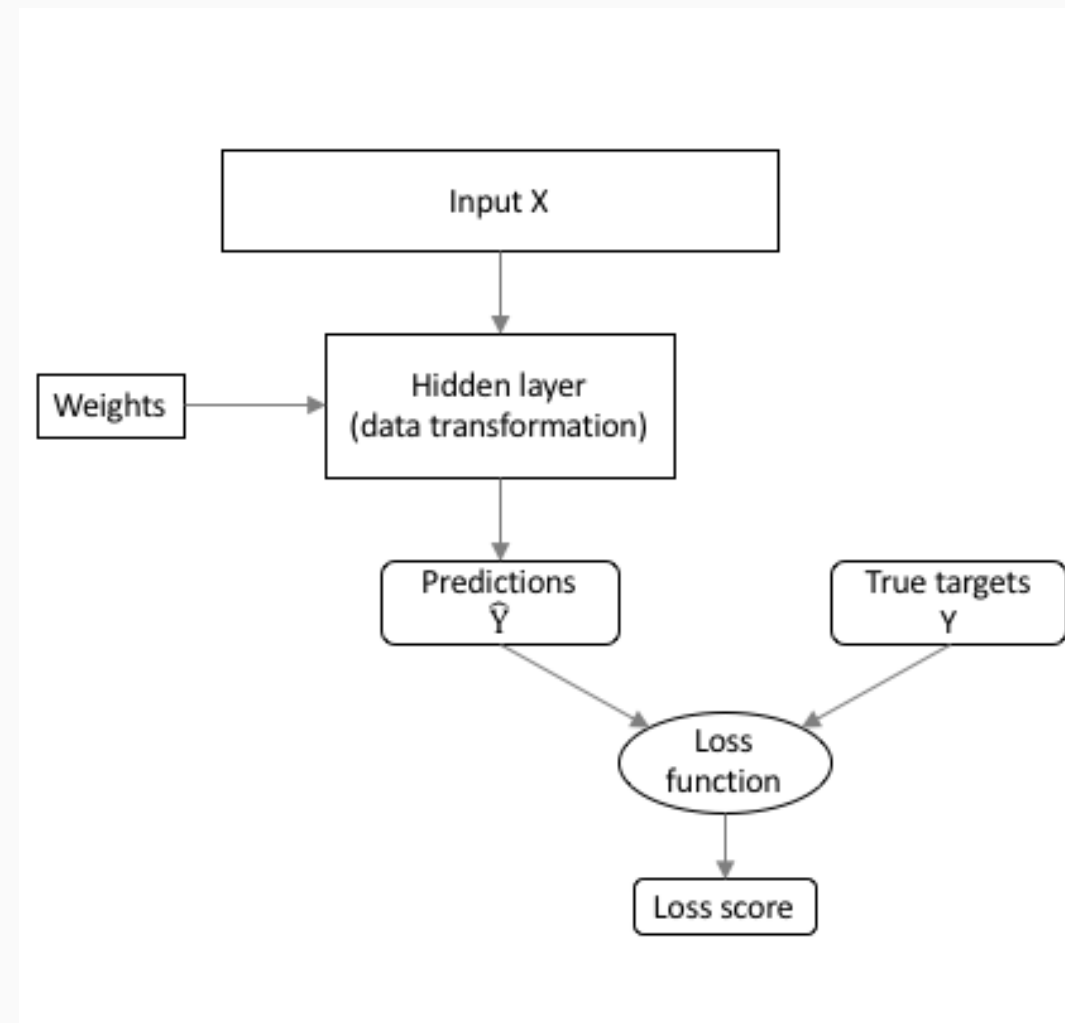 Input X
Hidden layer
(data transformation)
Weights
Predictions
Ŷ
True targets
Y
Loss
function
Loss score